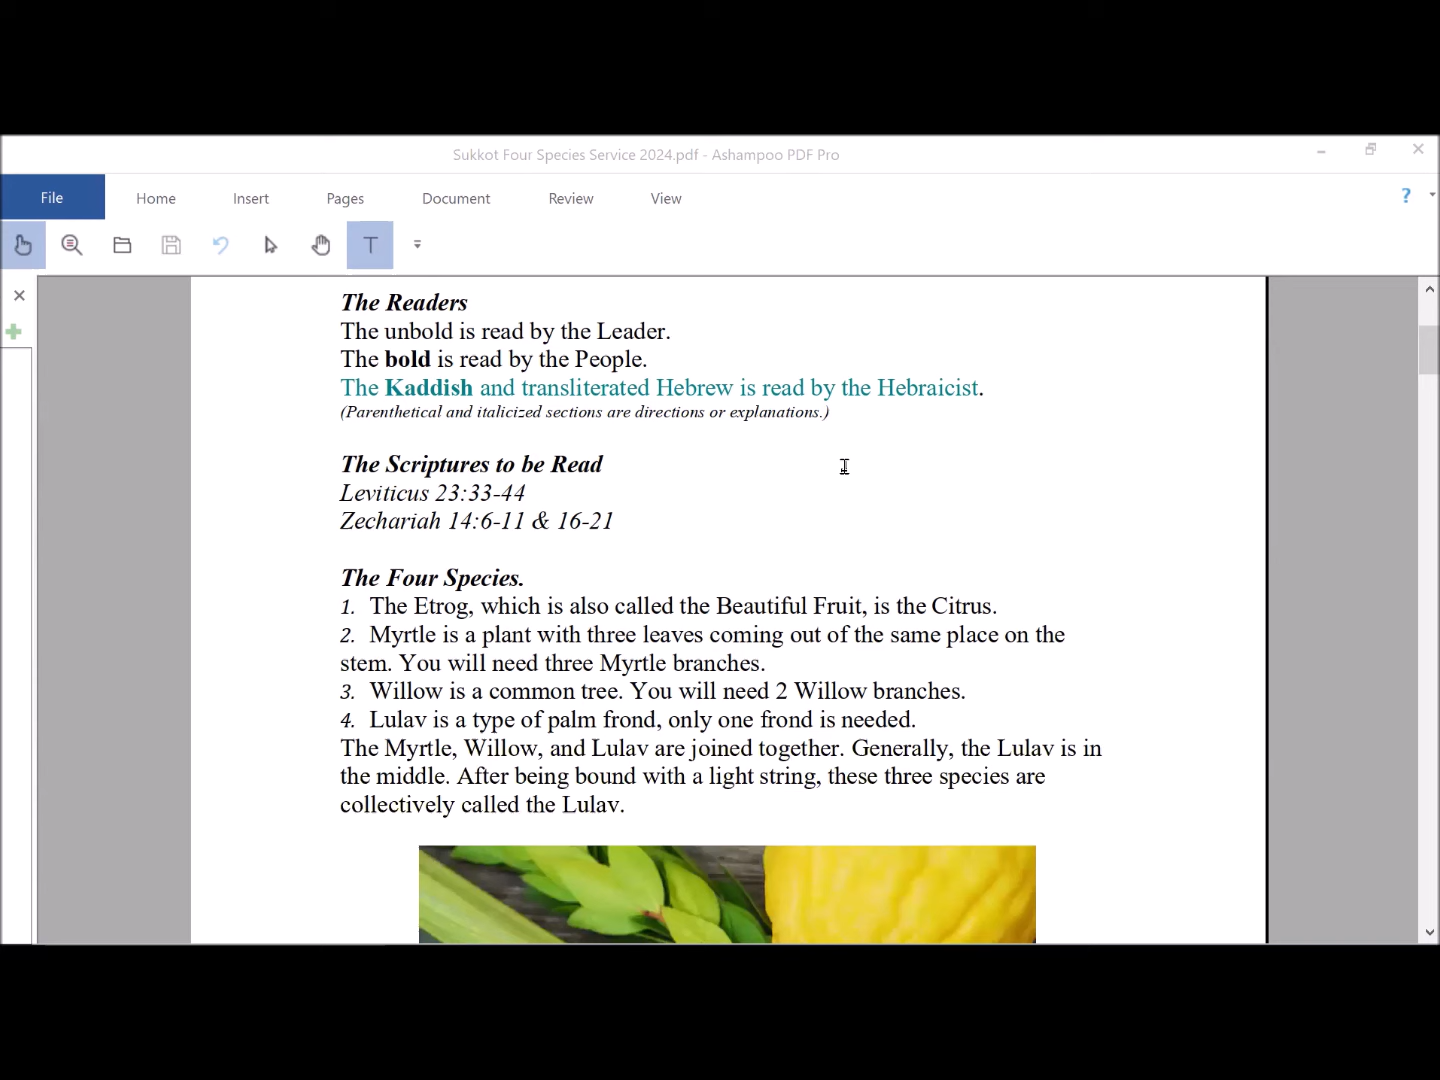 Sukkot Four Species Service 2024.pdf - Ashampoo PDF Pro
File Home Insert Pages Document Review View ?
T
The Readers
The unbold is read by the Leader.
The bold is read by the People.
The Kaddish and transliterated Hebrew is read by the Hebraicist.
(Parenthetical and italicized sections are directions or explanations.)
The Scriptures to be Read
Leviticus 23:33-44
Zechariah 14:6-11 & 16-21
The Four Species.
1. The Etrog, which is also called the Beautiful Fruit, is the Citrus.
2. Myrtle is a plant with three leaves coming out of the same place on the
stem. You will need three Myrtle branches.
3. Willow is a common tree. You will need 2 Willow branches.
4. Lulav is a type of palm frond, only one frond is needed.
The Myrtle, Willow, and Lulav are joined together. Generally, the Lulav is in
the middle. After being bound with a light string, these three species are
collectively called the Lulav.